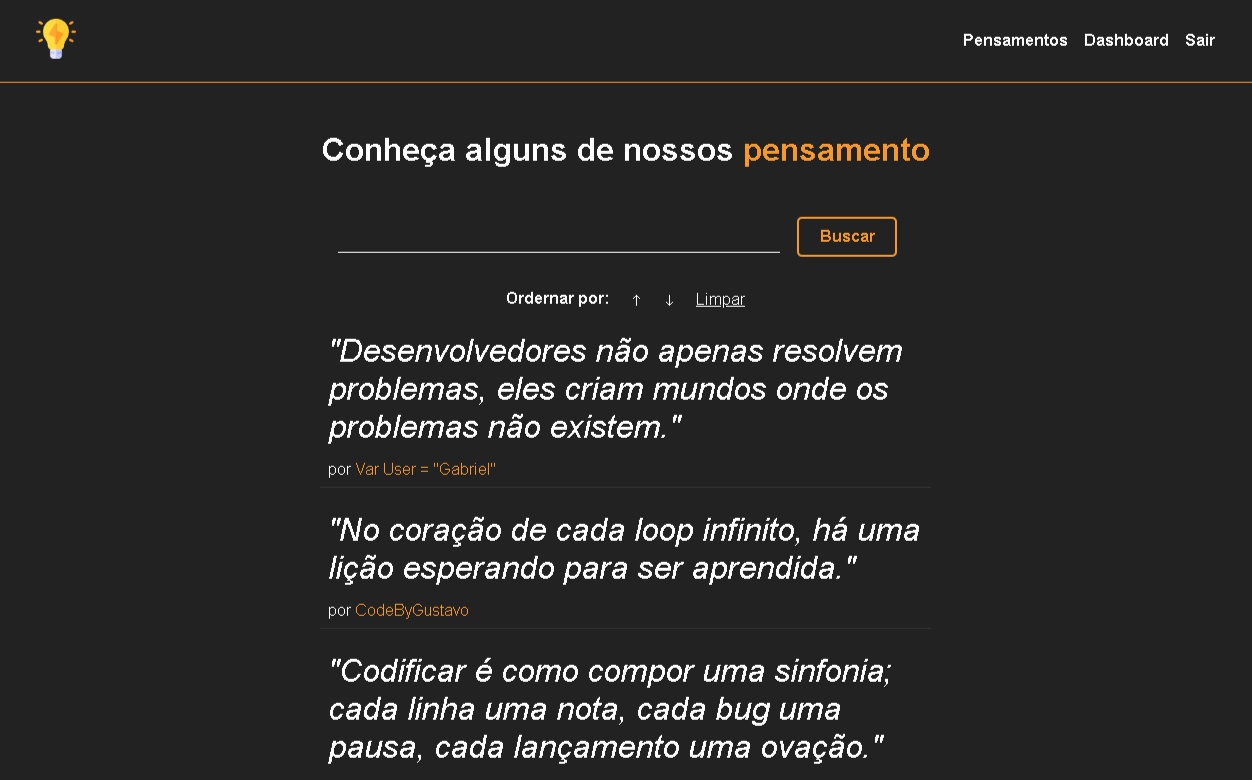 Pensamentos Dashboard Sair
Conheça alguns de nossos pensamento
Buscar
Ordernar por: ↑ ↓ Limpar
"Desenvolvedores não apenas resolvem
problemas, eles criam mundos onde os
problemas não existem."
por Var User = "Gabriel"
"No coração de cada loop infinito, há uma
lição esperando para ser aprendida."
por CodeByGustavo
"Codificar é como compor uma sinfonia;
cada linha uma nota, cada bug uma
pausa, cada lançamento uma ovação."